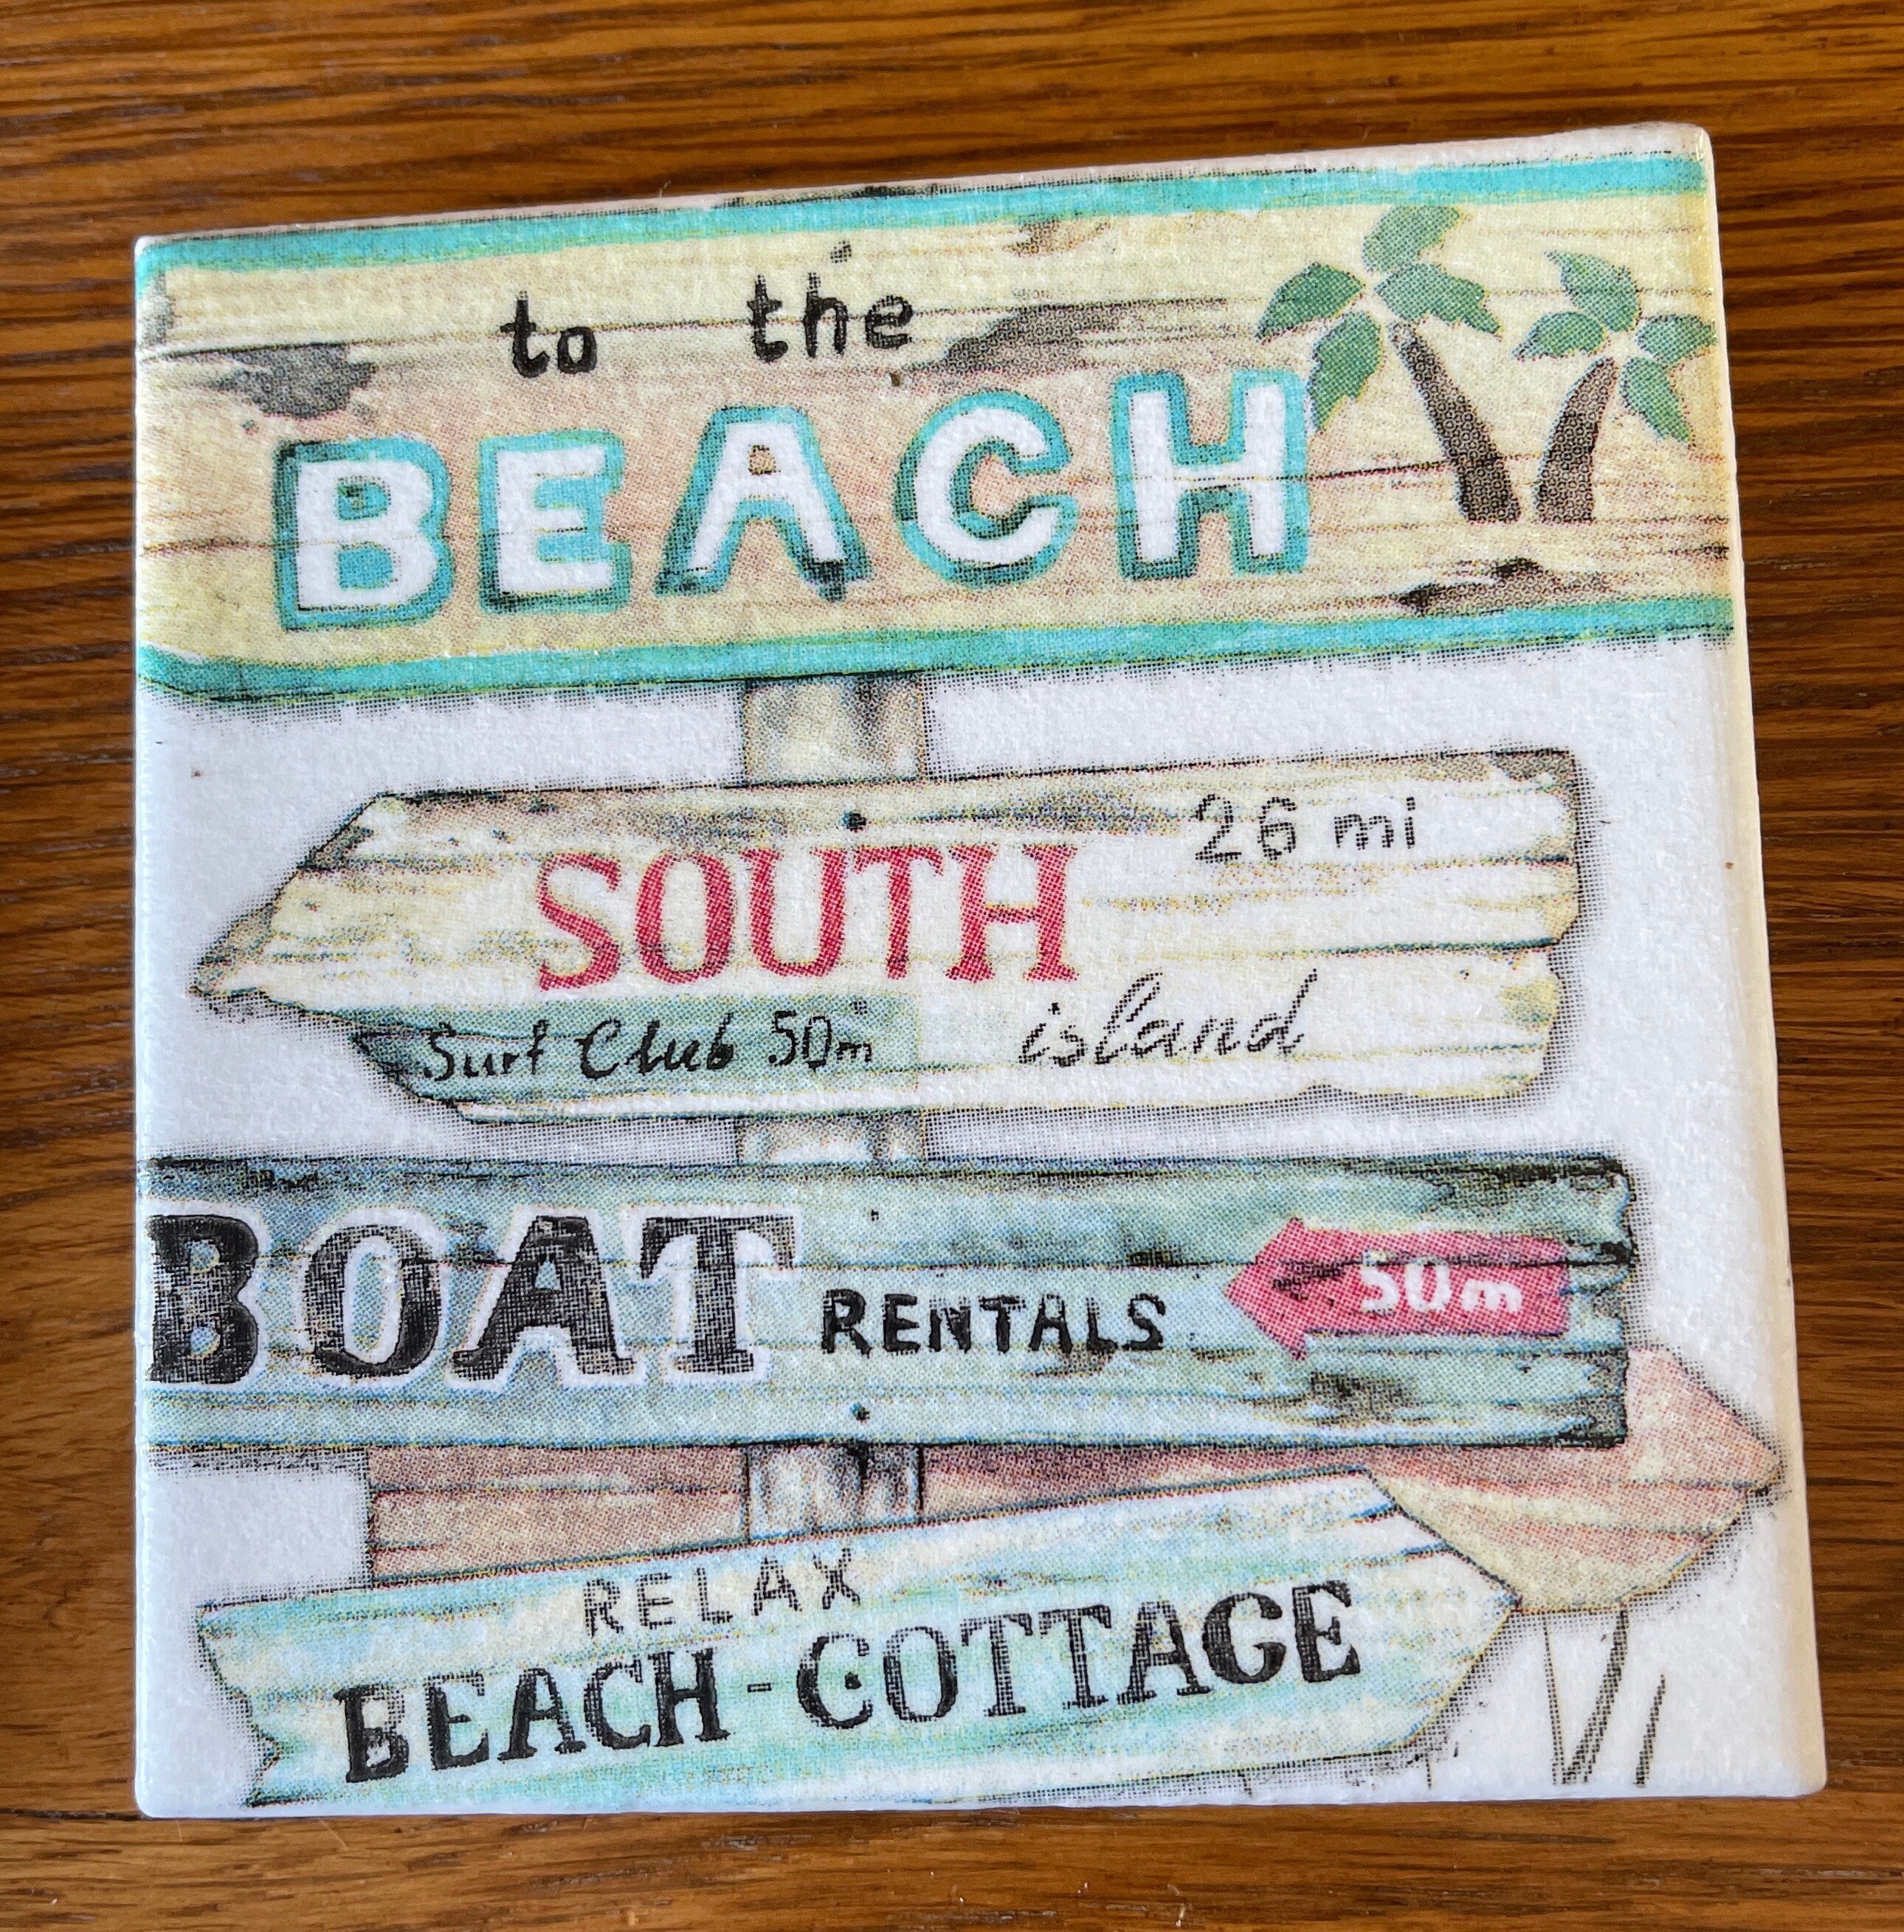 to the
BEACH
26 mi
SOUTH
island
Surf Club 50m
BOAT RENTALS 50m
RELAX
BEACH-COTTAGE